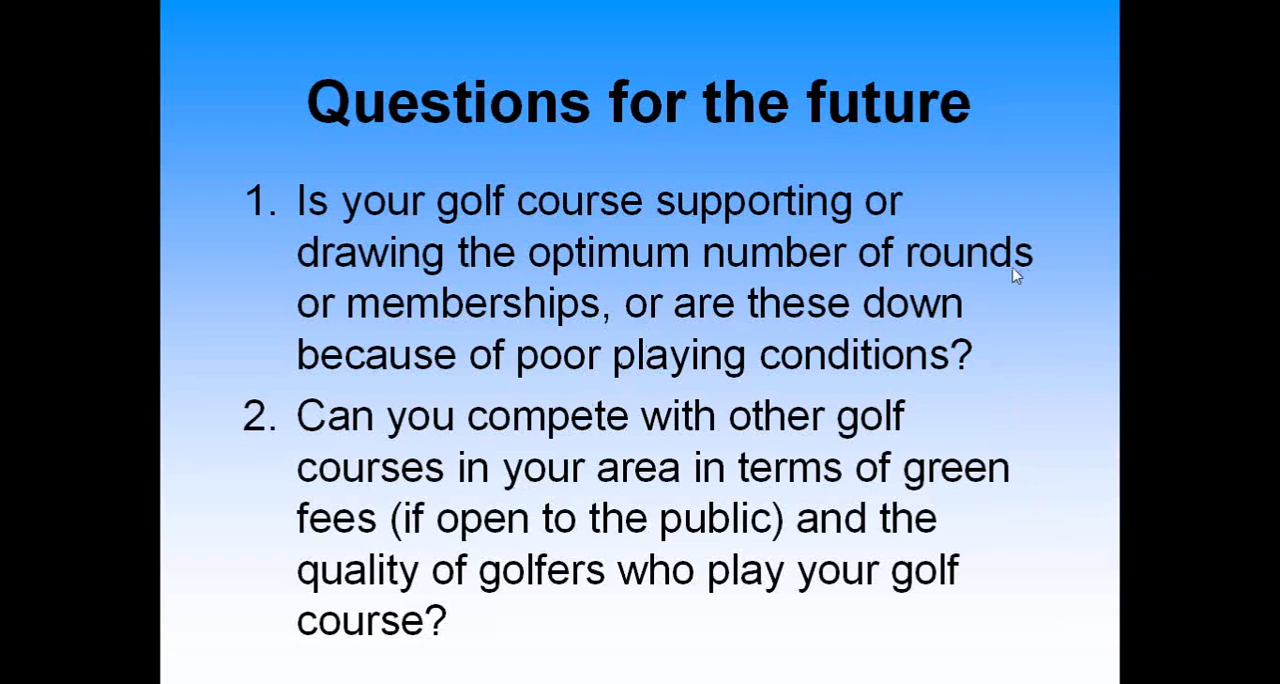 Questions for the future
1. Is your golf course supporting or
drawing the optimum number of rounds
or memberships, or are these down
because of poor playing conditions?
2. Can you compete with other golf
courses in your area in terms of green
fees (if open to the public) and the
quality of golfers who play your golf
course?